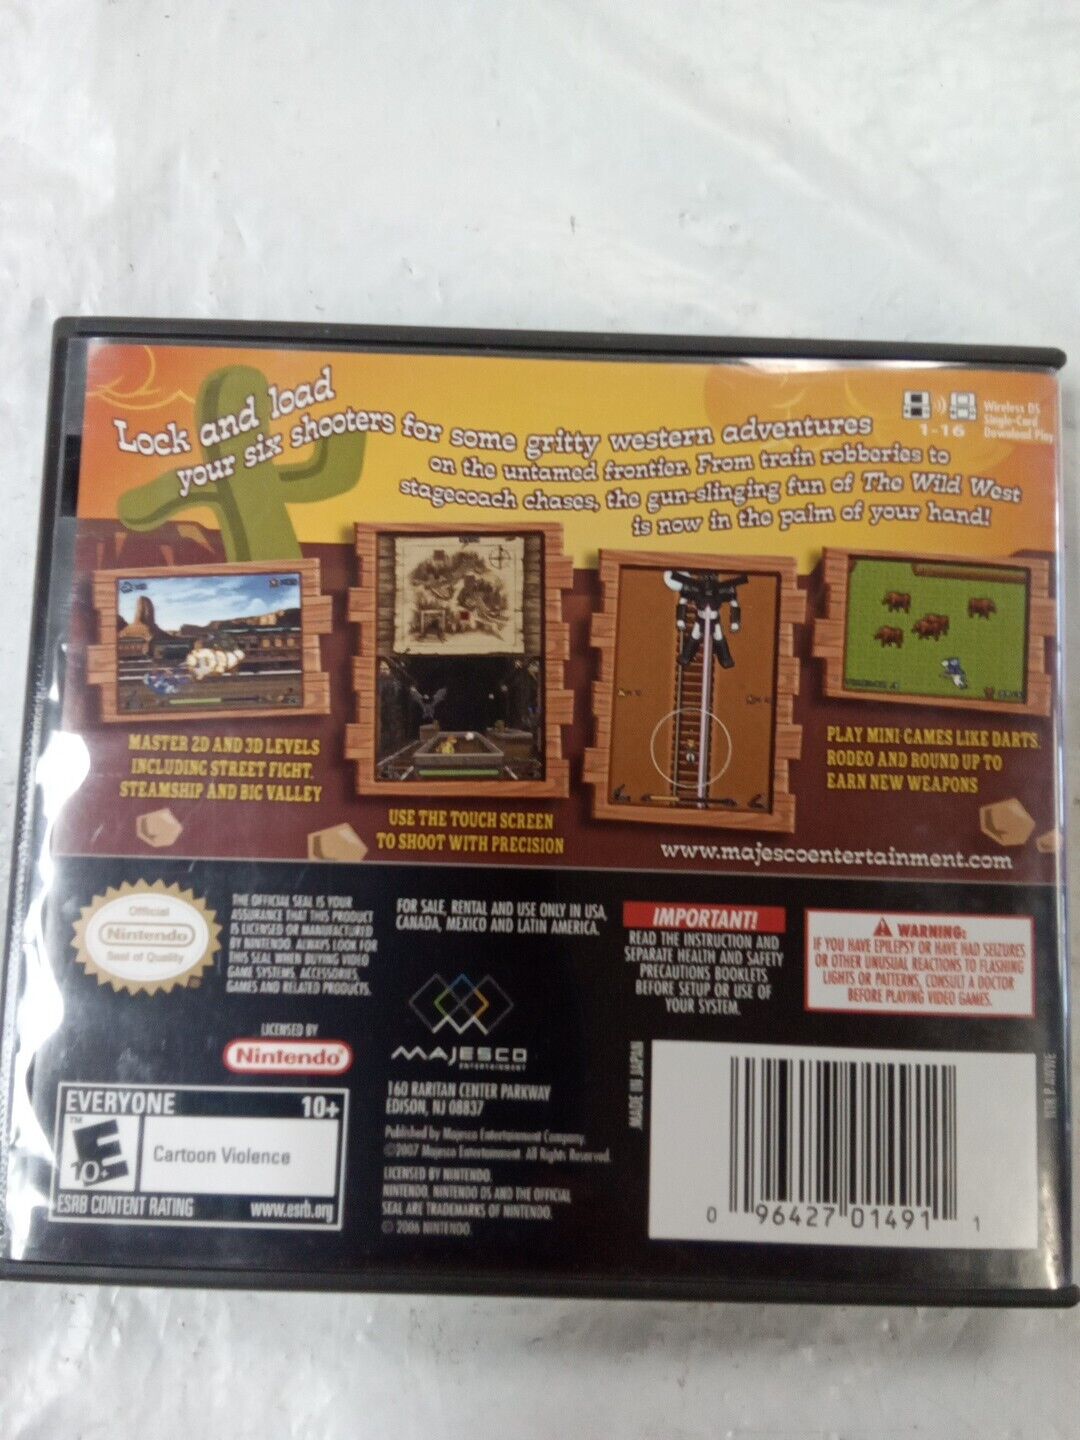 Lock and load
your six shooters for some gritty western adventures
on the untamed frontier. From train robberies to
stagecoach chases, the gun-slinging fun of The Wild West
is now in the palm of your hand!
1-16
Wireless DS
Single-Card
Download Play
MASTER 2D AND 3D LEVELS
INCLUDING STREET FIGHT,
STEAMSHIP AND BIG VALLEY
USE THE TOUCH SCREEN
TO SHOOT WITH PRECISION
PLAY MINI-GAMES LIKE DARTS,
RODEO AND ROUND UP TO
EARN NEW WEAPONS
www.majescoentertainment.com
Official
Nintendo
Seal of Quality
THE OFFICIAL SEAL IS YOUR
ASSURANCE THAT THIS PRODUCT
IS LICENSED OR MANUFACTURED
BY NINTENDO. ALWAYS LOOK FOR
THIS SEAL WHEN BUYING VIDEO
GAME SYSTEMS, ACCESSORIES,
GAMES AND RELATED PRODUCTS.
LICENSED BY
Nintendo
FOR SALE, RENTAL AND USE ONLY IN USA,
CANADA, MEXICO AND LATIN AMERICA.
MAJESCO
ENTERTAINMENT
160 RARITAN CENTER PARKWAY
EDISON, NJ 08837
Published by Majesco Entertainment Company.
©2007 Majesco Entertainment. All Rights Reserved.
LICENSED BY NINTENDO.
NINTENDO, NINTENDO DS AND THE OFFICIAL
SEAL ARE TRADEMARKS OF NINTENDO.
© 2006 NINTENDO.
IMPORTANT!
READ THE INSTRUCTION AND
SEPARATE HEALTH AND SAFETY
PRECAUTIONS BOOKLETS
BEFORE SETUP OR USE OF
YOUR SYSTEM.
WARNING:
IF YOU HAVE EPILEPSY OR HAVE HAD SEIZURES
OR OTHER UNUSUAL REACTIONS TO FLASHING
LIGHTS OR PATTERNS, CONSULT A DOCTOR
BEFORE PLAYING VIDEO GAMES.
EVERYONE 10+
E
TM
10+
Cartoon Violence
ESRB CONTENT RATING www.esrb.org
MADE IN JAPAN
0 96427 01491 1